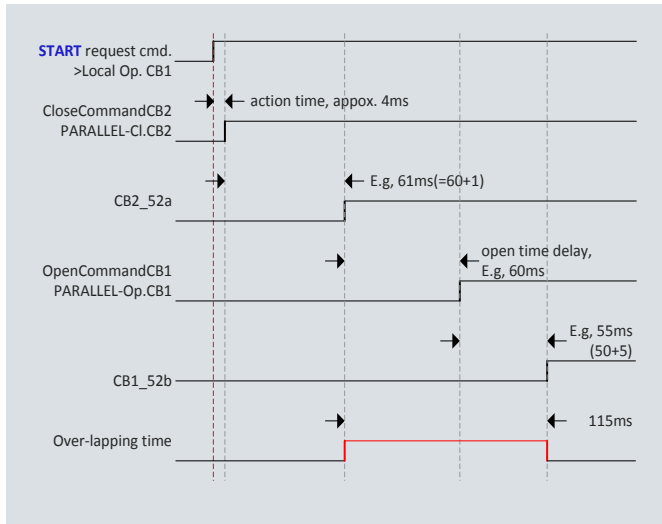 START request cmd.
>Local Op. CB1
action time, appox. 4ms
CloseCommandCB2
PARALLEL-Cl.CB2
E.g, 61ms(=60+1)
CB2_52a
open time delay,
E.g, 60ms
OpenCommandCB1
PARALLEL-Op.CB1
E.g, 55ms
(50+5)
CB1_52b
115ms
Over-lapping time